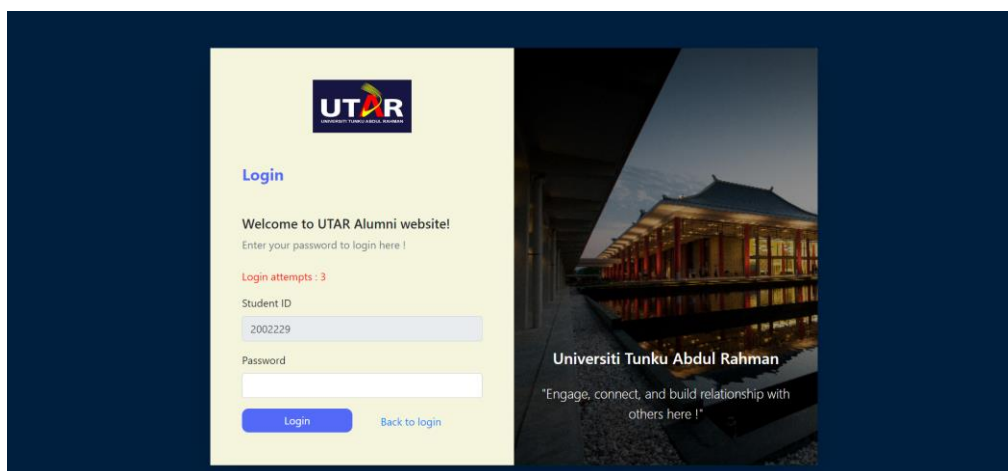 UTAR
UNIVERSITI TUNKU ABDUL RAHMAN
Login
Welcome to UTAR Alumni website!
Enter your password to login here !
Login attempts : 3
Student ID
2002229
Password
Login
Back to login
Universiti Tunku Abdul Rahman
"Engage, connect, and build relationship with
others here !"